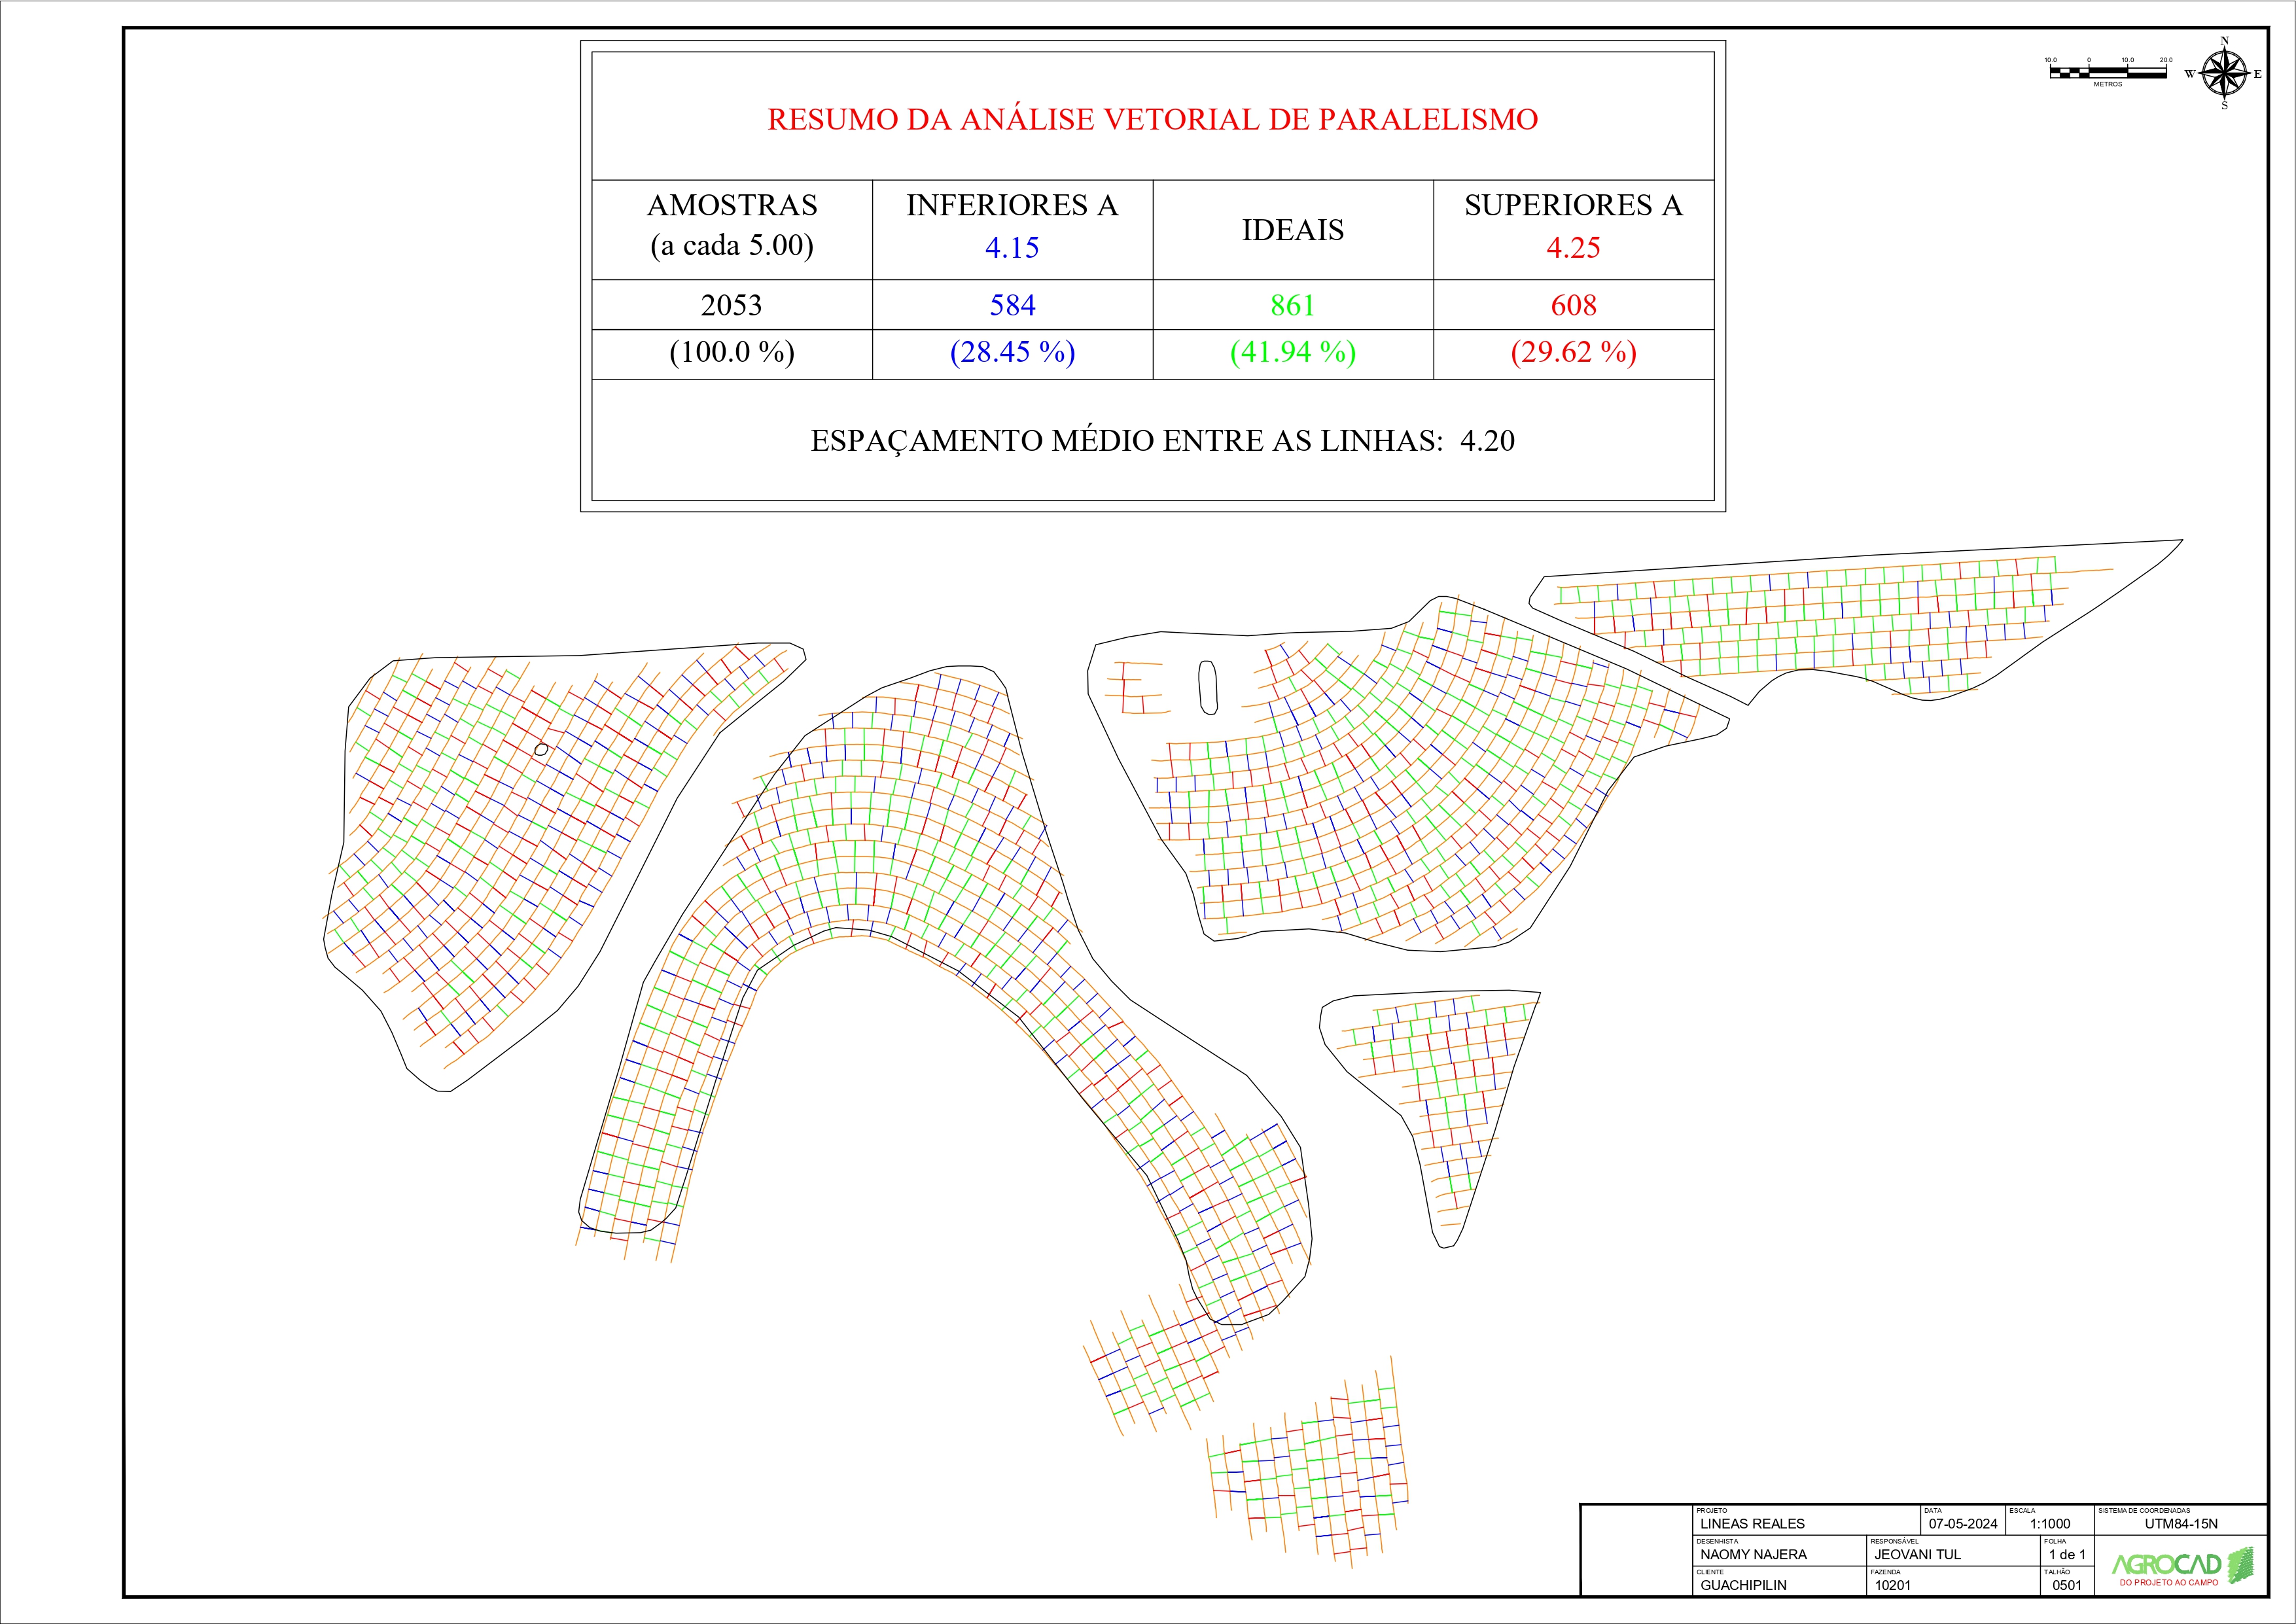 N
10.0 0 10.0 20.0
W E
METROS
S
RESUMO DA ANÁLISE VETORIAL DE PARALELISMO
AMOSTRAS
(a cada 5.00)
INFERIORES A
4.15
IDEAIS
SUPERIORES A
4.25
2053 584 861 608
(100.0 %) (28.45 %) (41.94 %) (29.62 %)
ESPAÇAMENTO MÉDIO ENTRE AS LINHAS: 4.20
PROJETO DATA ESCALA SISTEMA DE COORDENADAS
LINEAS REALES 07-05-2024 1:1000 UTM84-15N
DESENHISTA RESPONSÁVEL FOLHA
NAOMY NAJERA JEOVANI TUL 1 de 1
CLIENTE FAZENDA TALHÃO
GUACHIPILIN 10201 0501
AGROCAD
DO PROJETO AO CAMPO